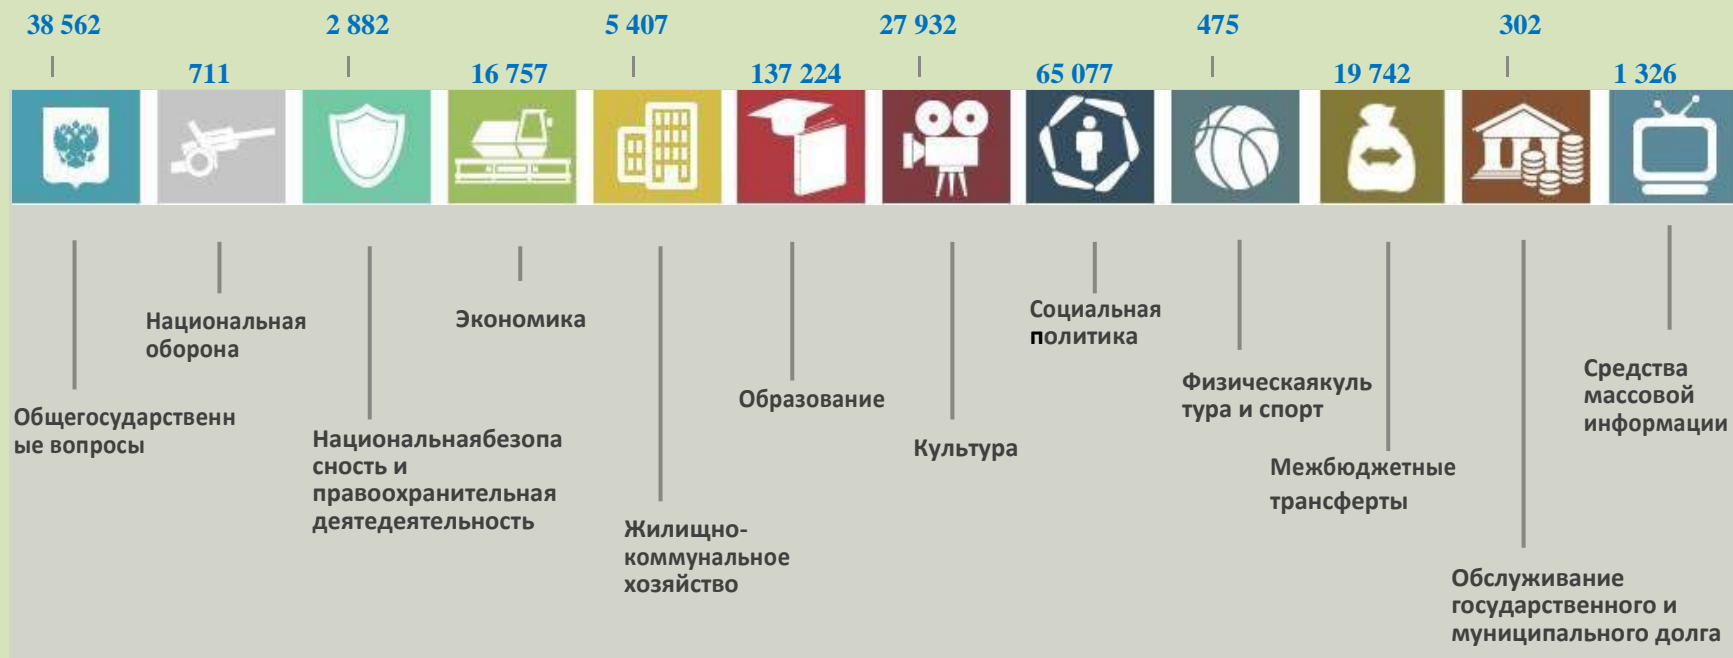 38 562
2 882
5 407
27 932
475
302
711
16 757
137 224
65 077
19 742
1 326
Общегосударственн
ые вопросы
Национальная
оборона
Национальнаябезопа
сность и
правоохранительная
деятедеятельность
Экономика
Жилищно-
коммунальное
хозяйство
Образование
Культура
Социальная
политика
Физическаякуль
тура и спорт
Межбюджетные
трансферты
Обслуживание
государственного и
муниципального долга
Средства
массовой
информации